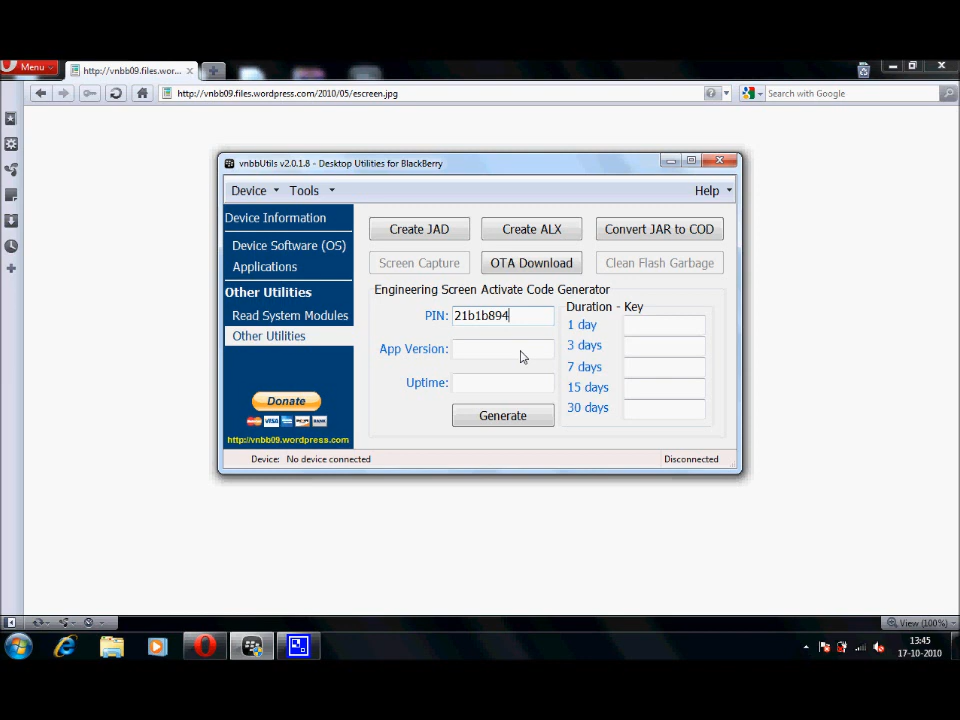 Menu
http://vnbb09.files.wor...
http://vnbb09.files.wordpress.com/2010/05/escreen.jpg
Search with Google
vnbbUtils v2.0.1.8 - Desktop Utilities for BlackBerry
Device Tools Help
Device Information
Device Software (OS)
Applications
Other Utilities
Read System Modules
Other Utilities
Donate
VISA
BANK
http://vnbb09.wordpress.com
Create JAD Create ALX Convert JAR to COD
Screen Capture OTA Download Clean Flash Garbage
Engineering Screen Activate Code Generator
PIN: 21b1b894
App Version:
Uptime:
Generate
Duration - Key
1 day
3 days
7 days
15 days
30 days
Device: No device connected Disconnected
View (100%)
13:45
17-10-2010